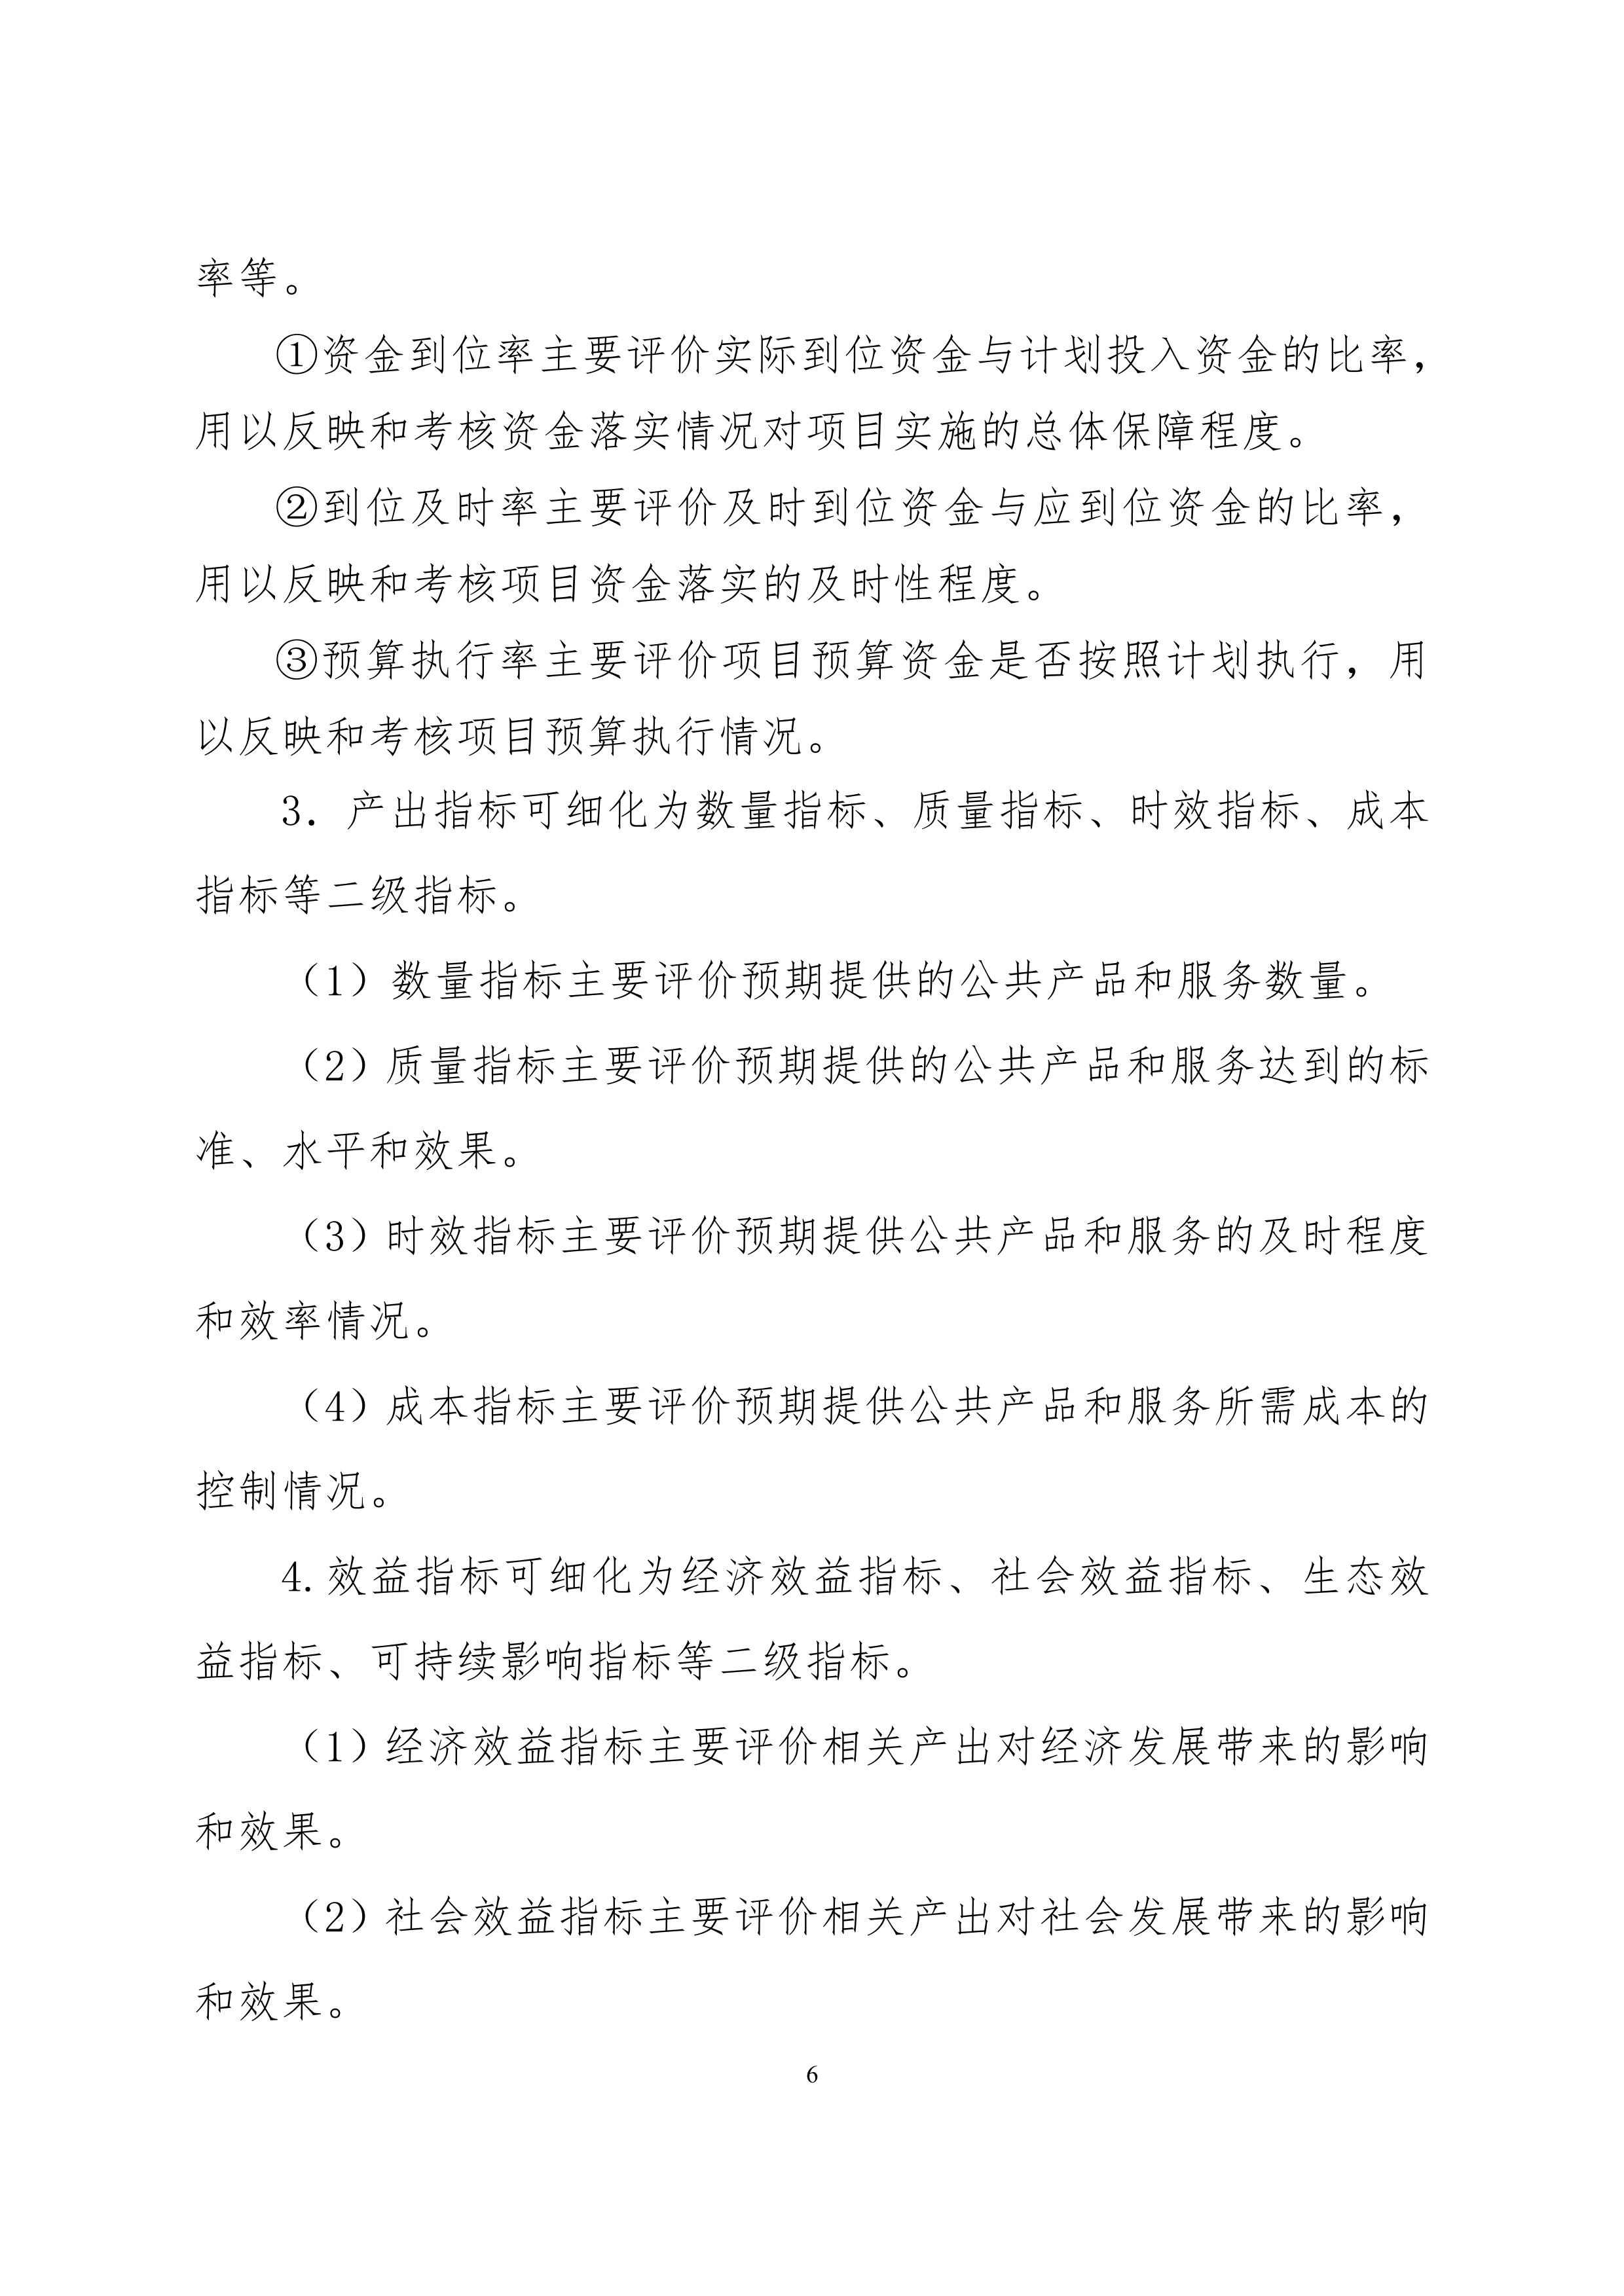 率等。
①资金到位率主要评价实际到位资金与计划投入资金的比率，
用以反映和考核资金落实情况对项目实施的总体保障程度。
②到位及时率主要评价及时到位资金与应到位资金的比率，
用以反映和考核项目资金落实的及时性程度。
③预算执行率主要评价项目预算资金是否按照计划执行，用
以反映和考核项目预算执行情况。
3．产出指标可细化为数量指标、质量指标、时效指标、成本
指标等二级指标。
（1）数量指标主要评价预期提供的公共产品和服务数量。
（2）质量指标主要评价预期提供的公共产品和服务达到的标
准、水平和效果。
（3）时效指标主要评价预期提供公共产品和服务的及时程度
和效率情况。
（4）成本指标主要评价预期提供公共产品和服务所需成本的
控制情况。
4.效益指标可细化为经济效益指标、社会效益指标、生态效
益指标、可持续影响指标等二级指标。
（1）经济效益指标主要评价相关产出对经济发展带来的影响
和效果。
（2）社会效益指标主要评价相关产出对社会发展带来的影响
和效果。
6